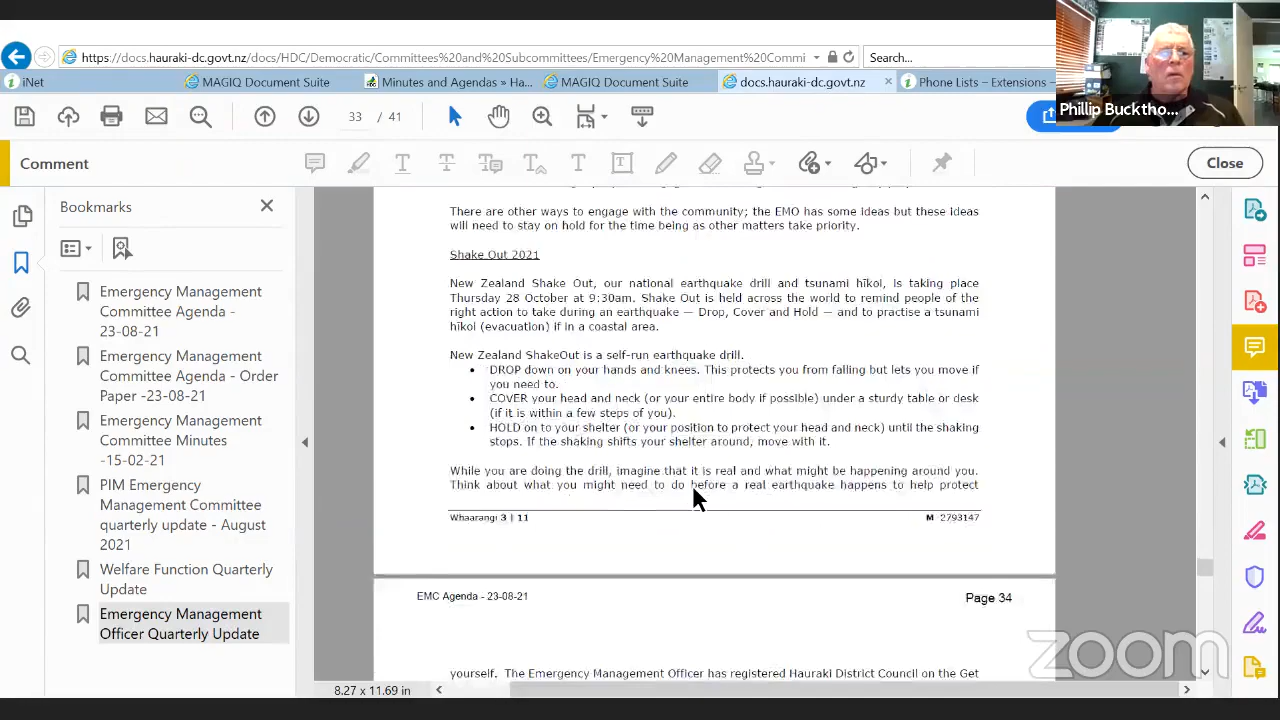 https://docs.hauraki-dc.govt.nz/docs/HDC/Democratic/Committees%20and%20subcommittees/Emergency%20Management%20Commi
Search...
iNet
MAGIQ Document Suite
Minutes and Agendas » Ha...
MAGIQ Document Suite
docs.hauraki-dc.govt.nz
Phone Lists – Extensions
Phillip Bucktho...
33 / 41
Comment
Close
Bookmarks
Emergency Management
Committee Agenda -
23-08-21
Emergency Management
Committee Agenda - Order
Paper -23-08-21
Emergency Management
Committee Minutes
-15-02-21
PIM Emergency
Management Committee
quarterly update - August
2021
Welfare Function Quarterly
Update
Emergency Management
Officer Quarterly Update
There are other ways to engage with the community; the EMO has some ideas but these ideas
will need to stay on hold for the time being as other matters take priority.
Shake Out 2021
New Zealand Shake Out, our national earthquake drill and tsunami hīkoi, is taking place
Thursday 28 October at 9:30am. Shake Out is held across the world to remind people of the
right action to take during an earthquake — Drop, Cover and Hold — and to practise a tsunami
hīkoi (evacuation) if in a coastal area.
New Zealand ShakeOut is a self-run earthquake drill.
• DROP down on your hands and knees. This protects you from falling but lets you move if
you need to.
• COVER your head and neck (or your entire body if possible) under a sturdy table or desk
(if it is within a few steps of you).
• HOLD on to your shelter (or your position to protect your head and neck) until the shaking
stops. If the shaking shifts your shelter around, move with it.
While you are doing the drill, imagine that it is real and what might be happening around you.
Think about what you might need to do before a real earthquake happens to help protect
Whaarangi 3 | 11
M 2793147
EMC Agenda - 23-08-21
Page 34
yourself. The Emergency Management Officer has registered Hauraki District Council on the Get
8.27 x 11.69 in
zoom